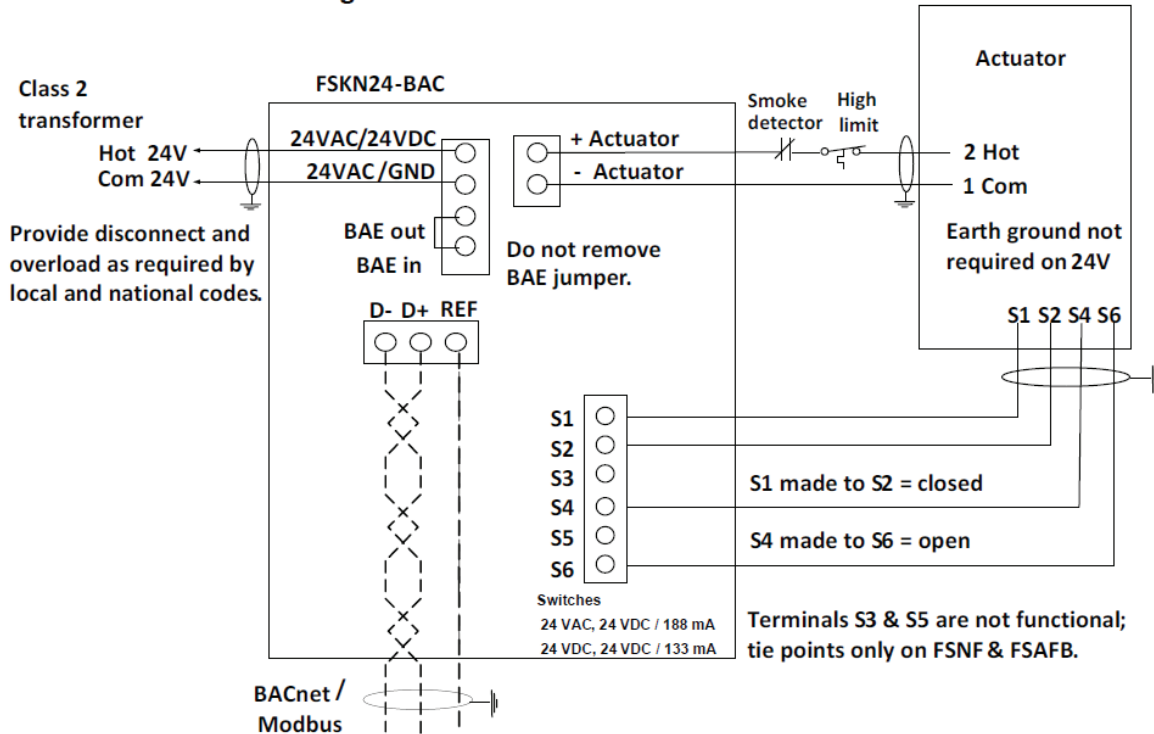 Actuator
FSKN24-BAC
Class 2
transformer
Hot 24V
Com 24V
24VAC/24VDC
24VAC/GND
BAE out
BAE in
+ Actuator
- Actuator
Smoke
detector
High
limit
2 Hot
1 Com
Provide disconnect and
overload as required by
local and national codes.
Do not remove
BAE jumper.
Earth ground not
required on 24V
D- D+ REF
S1 S2 S4 S6
S1
S2
S3
S4
S5
S6
S1 made to S2 = closed
S4 made to S6 = open
Switches
24 VAC, 24 VDC / 188 mA
24 VDC, 24 VDC / 133 mA
Terminals S3 & S5 are not functional;
tie points only on FSNF & FSAFB.
BACnet /
Modbus